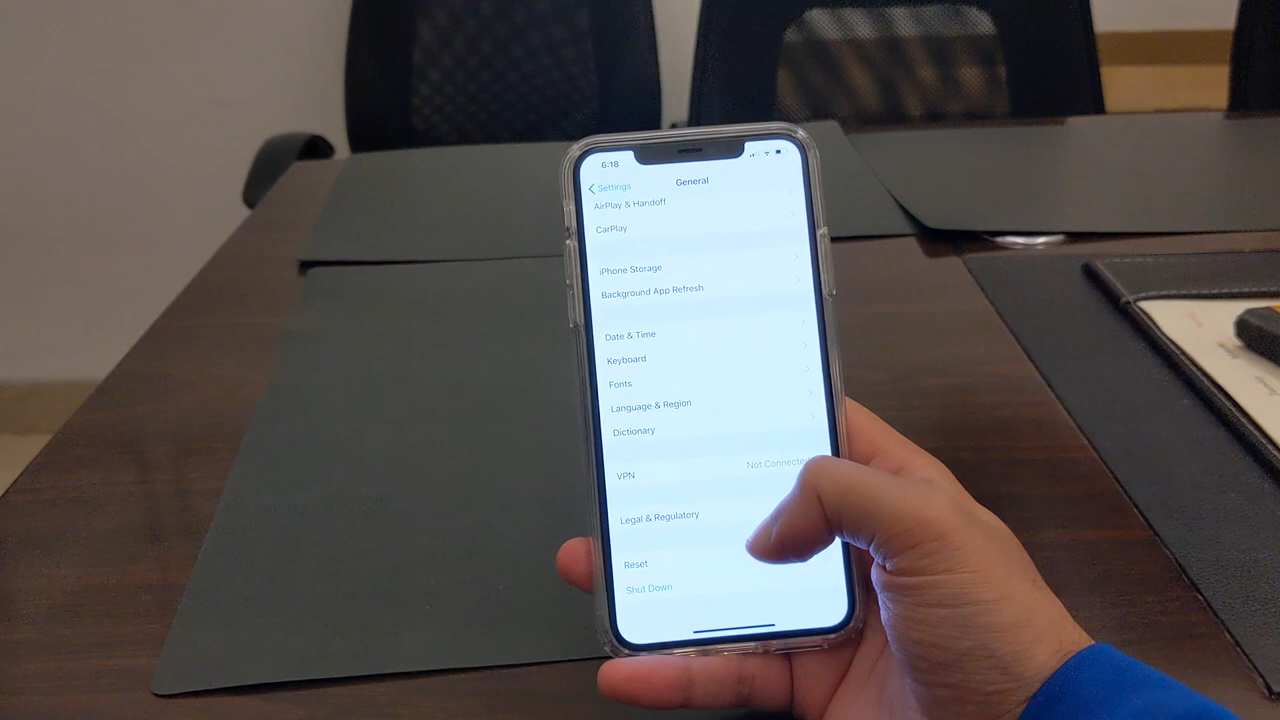 6:18
Settings
General
AirPlay & Handoff
CarPlay
iPhone Storage
Background App Refresh
Date & Time
Keyboard
Fonts
Language & Region
Dictionary
VPN Not Connected
Legal & Regulatory
Reset
Shut Down